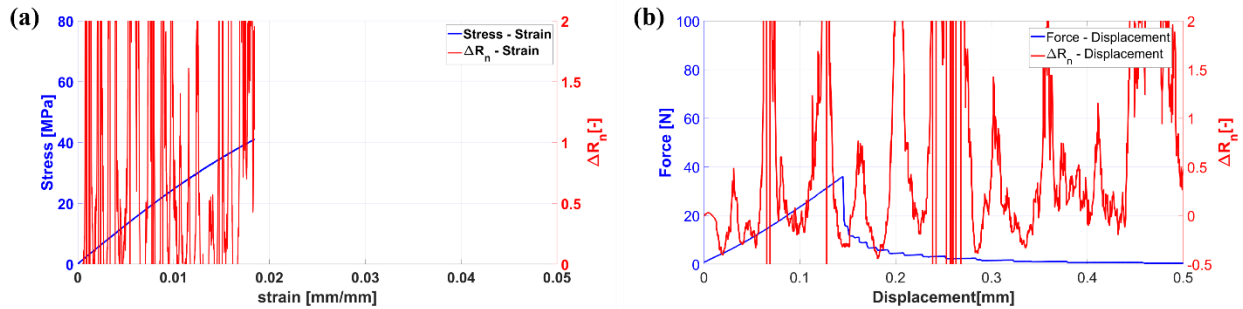 (a)
Stress [MPa]
80
60
40
20
0
Stress - Strain
ΔRn - Strain
2
1.5
1
0.5
0
ΔRn[-]
0 0.01 0.02 0.03 0.04 0.05
strain [mm/mm]
(b)
Force [N]
100
80
60
40
20
0
Force - Displacement
ΔRn - Displacement
2
1.5
1
0.5
0
-0.5
ΔRn[-]
0 0.1 0.2 0.3 0.4 0.5
Displacement[mm]